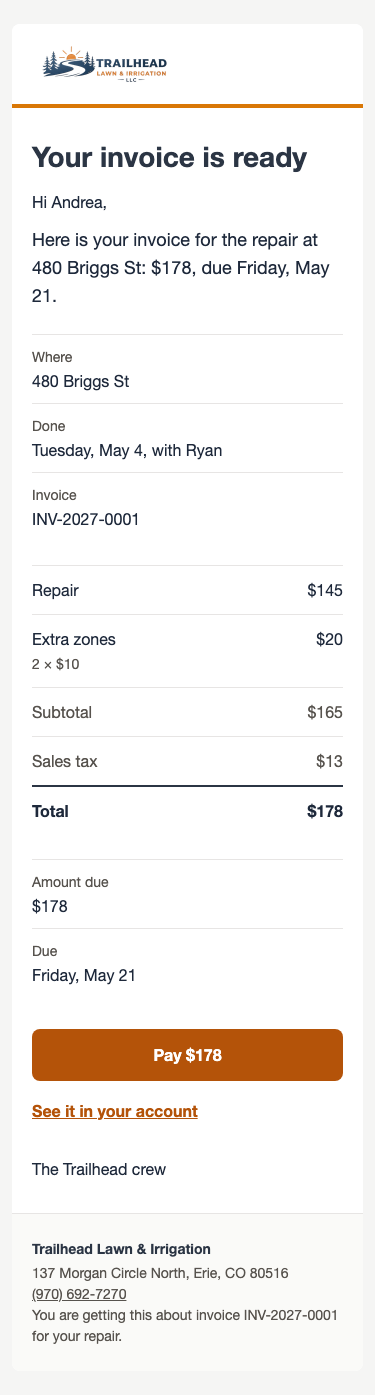 TRAILHEAD
LAWN & IRRIGATION
LLC
Your invoice is ready
Hi Andrea,
Here is your invoice for the repair at
480 Briggs St: $178, due Friday, May
21.
Where
480 Briggs St
Done
Tuesday, May 4, with Ryan
Invoice
INV-2027-0001
Repair $145
Extra zones $20
2 × $10
Subtotal $165
Sales tax $13
Total $178
Amount due
$178
Due
Friday, May 21
Pay $178
See it in your account
The Trailhead crew
Trailhead Lawn & Irrigation
137 Morgan Circle North, Erie, CO 80516
(970) 692-7270
You are getting this about invoice INV-2027-0001
for your repair.